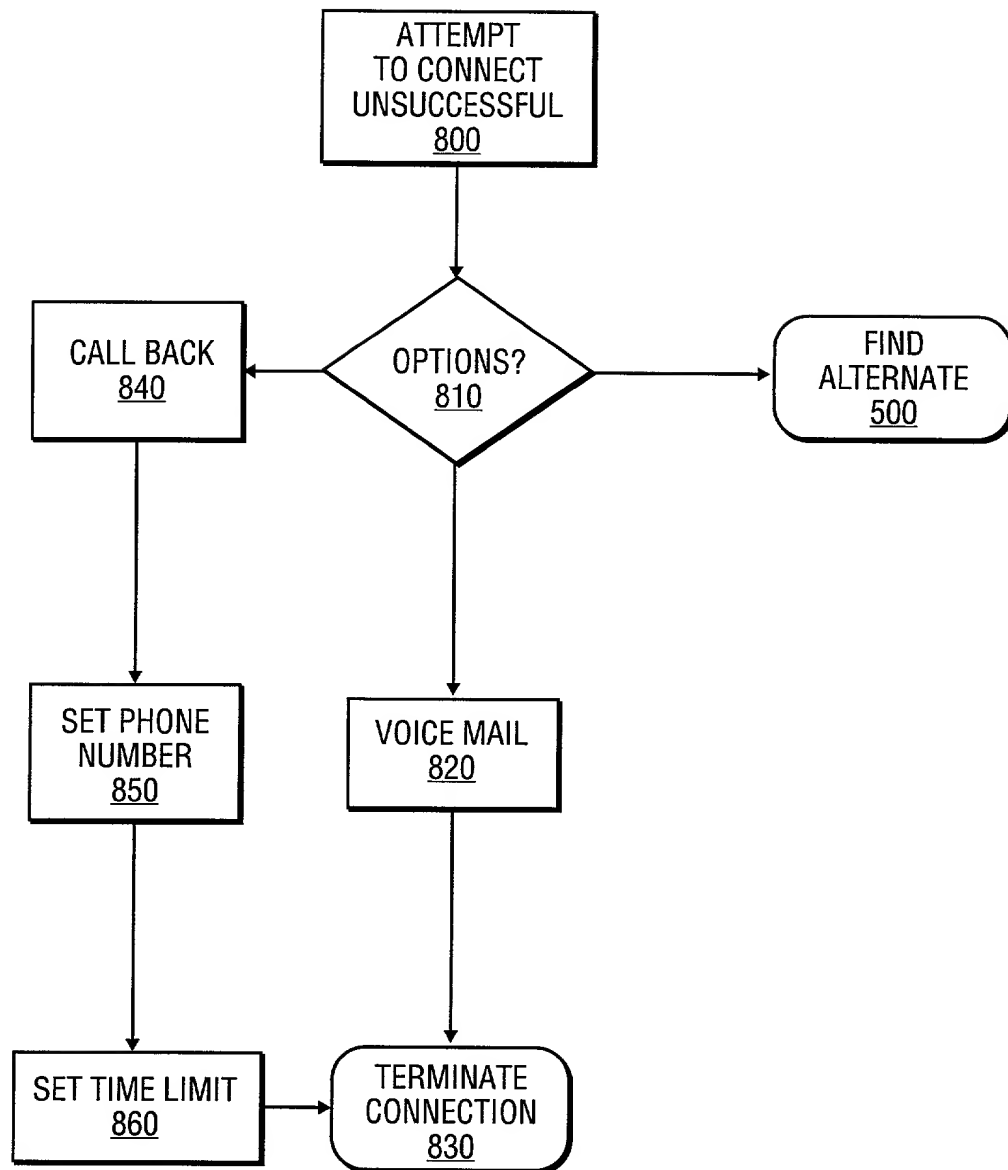 ATTEMPT
TO CONNECT
UNSUCCESSFUL
800
CALL BACK
840
OPTIONS?
810
FIND
ALTERNATE
500
SET PHONE
NUMBER
850
VOICE MAIL
820
SET TIME LIMIT
860
TERMINATE
CONNECTION
830